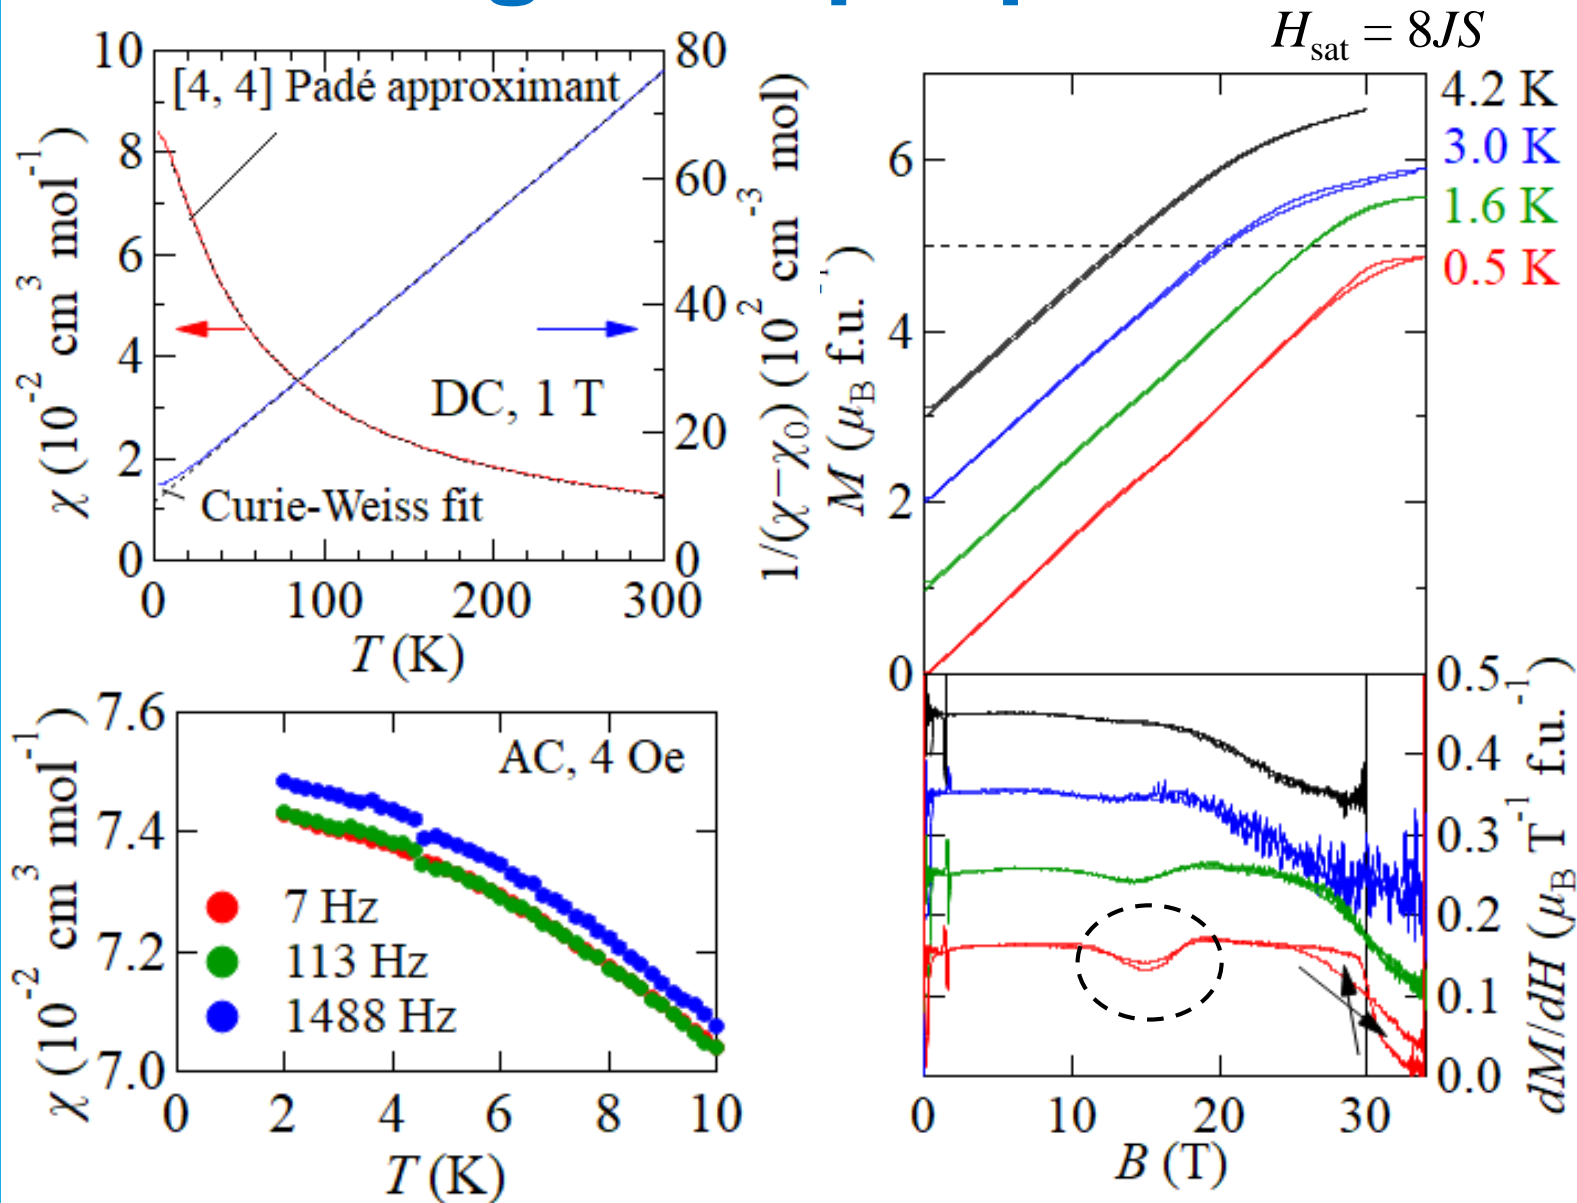 H_sat = 8JS
10
8
6
4
2
0
χ (10^-2 cm^3 mol^-1)
[4, 4] Padé approximant
DC, 1 T
Curie-Weiss fit
80
60
40
20
0
1/(χ−χ0) (10^2 cm^-3 mol)
0 100 200 300
T (K)
7.6
7.4
7.2
7.0
χ (10^-2 cm^3 mol^-1)
AC, 4 Oe
7 Hz
113 Hz
1488 Hz
0 2 4 6 8 10
T (K)
6
4
2
0
M (μB f.u.^-1)
4.2 K
3.0 K
1.6 K
0.5 K
0.5
0.4
0.3
0.2
0.1
0.0
dM/dH (μB T^-1 f.u.^-1)
0 10 20 30
B (T)